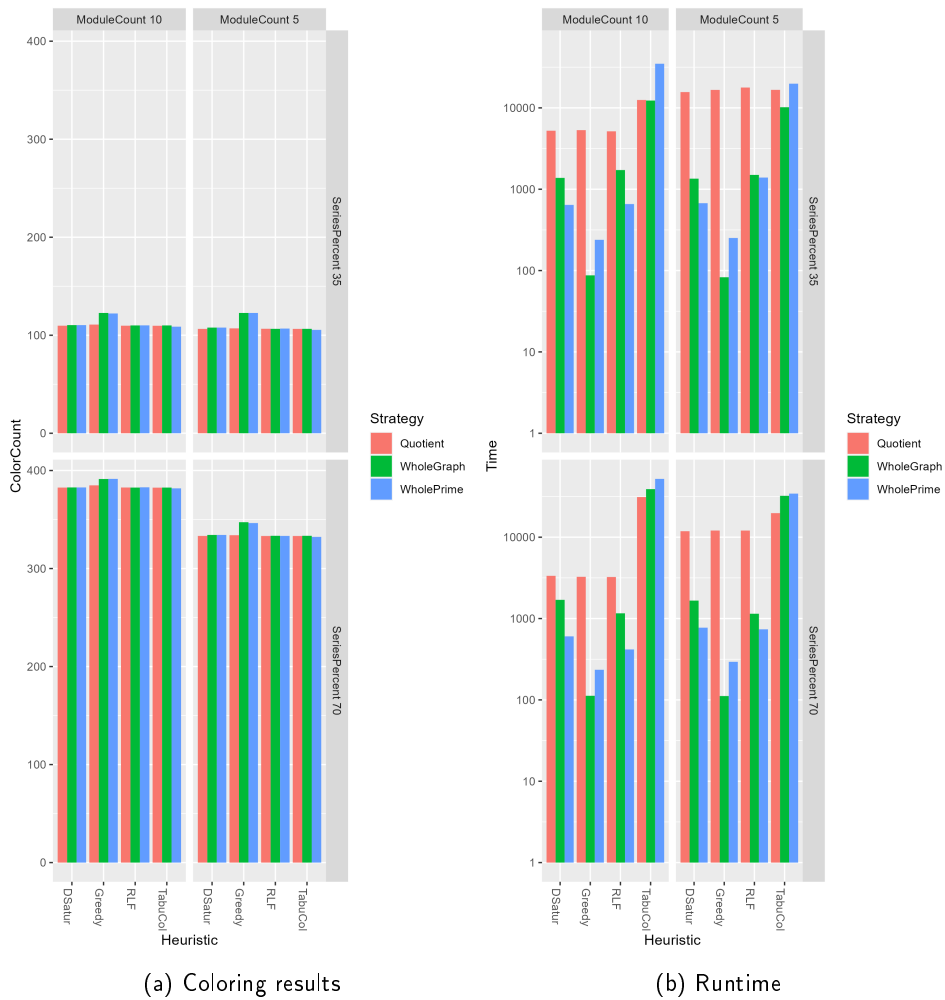 ModuleCount 10
ModuleCount 5
400
300
200
100
0
SeriesPercent 35
400
300
200
100
0
SeriesPercent 70
ColorCount
DSatur
Greedy
RLF
TabuCol
DSatur
Greedy
RLF
TabuCol
Heuristic
Strategy
Quotient
WholeGraph
WholePrime
(a) Coloring results
ModuleCount 10
ModuleCount 5
10000
1000
100
10
1
SeriesPercent 35
10000
1000
100
10
1
SeriesPercent 70
Time
DSatur
Greedy
RLF
TabuCol
DSatur
Greedy
RLF
TabuCol
Heuristic
Strategy
Quotient
WholeGraph
WholePrime
(b) Runtime